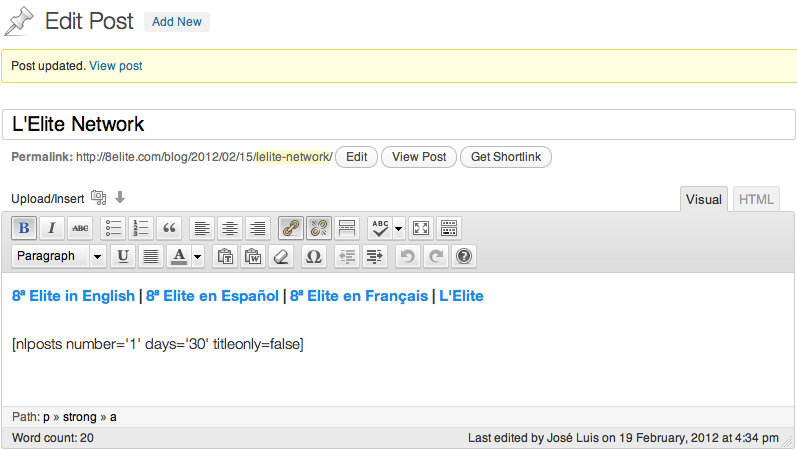 Edit Post Add New
Post updated. View post
L'Elite Network
Permalink: http://8elite.com/blog/2012/02/15/lelite-network/ Edit View Post Get Shortlink
Upload/Insert Visual HTML
B I ABC ABC
Paragraph U A T W Ω ?
8ª Elite in English | 8ª Elite en Español | 8ª Elite en Français | L'Elite
[nlposts number='1' days='30' titleonly=false]
Path: p » strong » a
Word count: 20 Last edited by José Luis on 19 February, 2012 at 4:34 pm